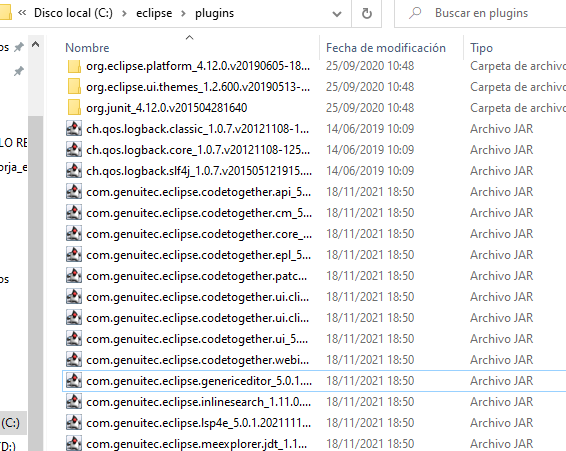 Disco local (C:) › eclipse › plugins
Buscar en plugins
Nombre Fecha de modificación Tipo
org.eclipse.platform_4.12.0.v20190605-18... 25/09/2020 10:48 Carpeta de archivo
org.eclipse.ui.themes_1.2.600.v20190513-... 25/09/2020 10:48 Carpeta de archivo
org.junit_4.12.0.v201504281640 25/09/2020 10:48 Carpeta de archivo
ch.qos.logback.classic_1.0.7.v20121108-1... 14/06/2019 10:09 Archivo JAR
ch.qos.logback.core_1.0.7.v20121108-125... 14/06/2019 10:09 Archivo JAR
ch.qos.logback.slf4j_1.0.7.v201505121915... 14/06/2019 10:09 Archivo JAR
com.genuitec.eclipse.codetogether.api_5... 18/11/2021 18:50 Archivo JAR
com.genuitec.eclipse.codetogether.cm_5... 18/11/2021 18:50 Archivo JAR
com.genuitec.eclipse.codetogether.core_... 18/11/2021 18:50 Archivo JAR
com.genuitec.eclipse.codetogether.epl_5... 18/11/2021 18:50 Archivo JAR
com.genuitec.eclipse.codetogether.patc... 18/11/2021 18:50 Archivo JAR
com.genuitec.eclipse.codetogether.ui.cli... 18/11/2021 18:50 Archivo JAR
com.genuitec.eclipse.codetogether.ui.cli... 18/11/2021 18:50 Archivo JAR
com.genuitec.eclipse.codetogether.ui_5.... 18/11/2021 18:50 Archivo JAR
com.genuitec.eclipse.codetogether.webi... 18/11/2021 18:50 Archivo JAR
com.genuitec.eclipse.genericeditor_5.0.1.... 18/11/2021 18:50 Archivo JAR
com.genuitec.eclipse.inlinesearch_1.11.0.... 18/11/2021 18:50 Archivo JAR
com.genuitec.eclipse.lsp4e_5.0.1.2021111... 18/11/2021 18:50 Archivo JAR
com.genuitec.eclipse.meexplorer.jdt_1.1... 18/11/2021 18:50 Archivo JAR
os
LO RE
orja_e
os
(C:)
(D:)